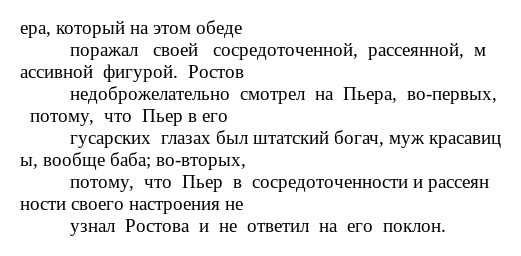 ера, который на этом обеде
поражал своей сосредоточенной, рассеянной, м
ассивной фигурой. Ростов
недоброжелательно смотрел на Пьера, во-первых,
потому, что Пьер в его
гусарских глазах был штатский богач, муж красавиц
ы, вообще баба; во-вторых,
потому, что Пьер в сосредоточенности и рассеян
ности своего настроения не
узнал Ростова и не ответил на его поклон.